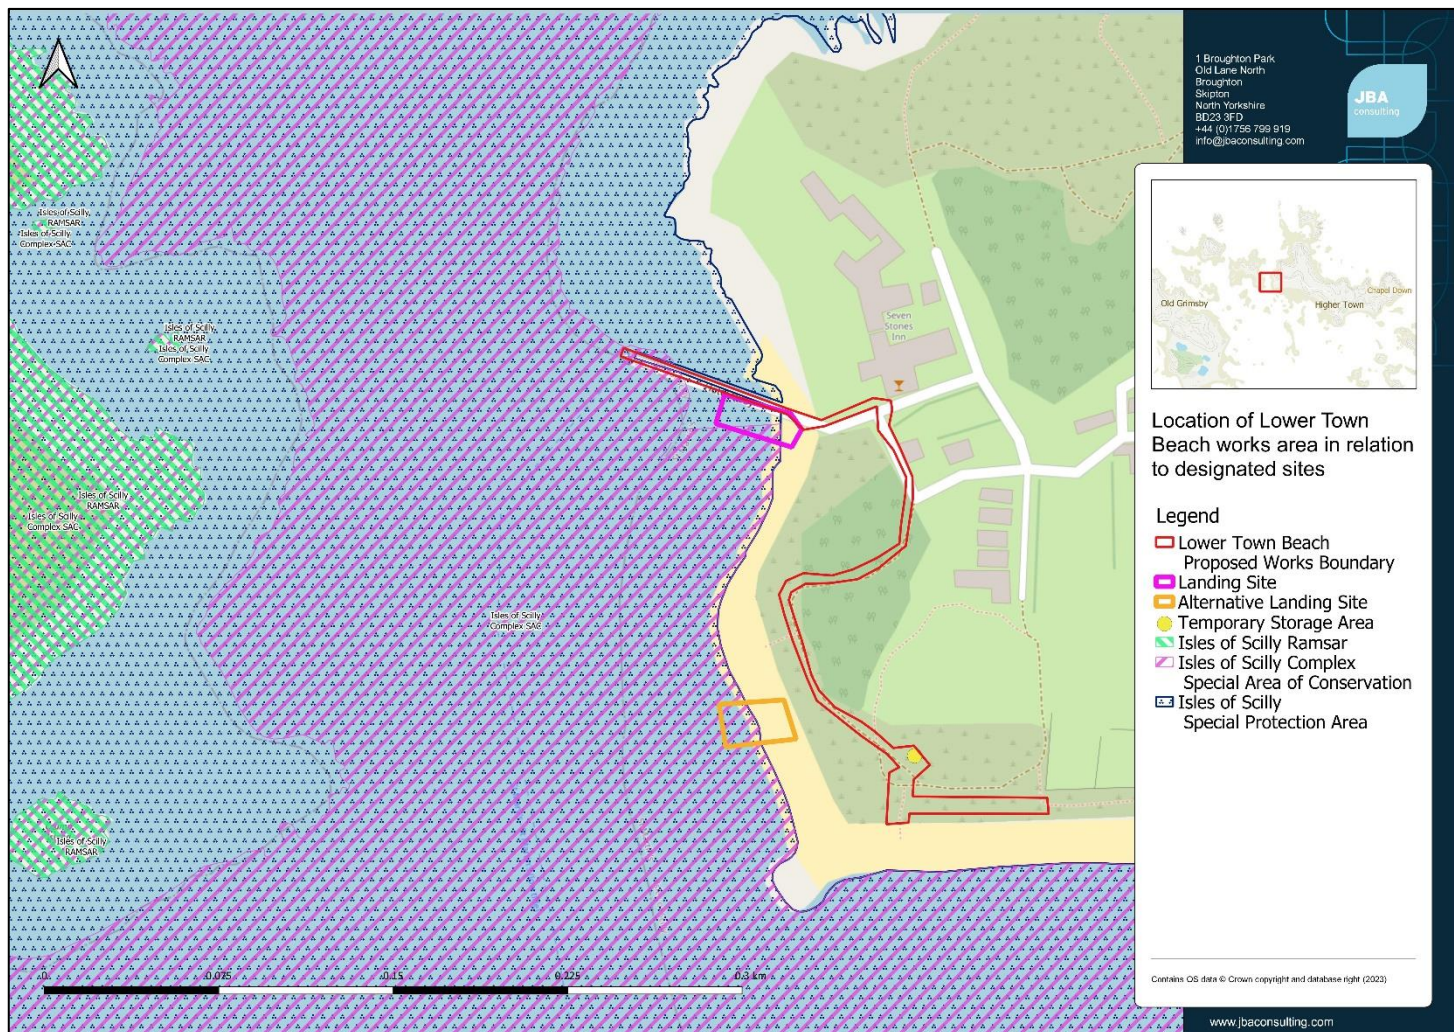 1 Broughton Park
Old Lane North
Broughton
Skipton
North Yorkshire
BD23 3FD
+44 (0)1756 799 919
info@jbaconsulting.com
JBA
consulting
Isles of Scilly
RAMSAR
Isles of Scilly
Complex SAC
Isles of Scilly
RAMSAR
Isles of Scilly
Complex SAC
Seven
Stones
Inn
Isles of Scilly
RAMSAR
Isles of Scilly
Complex SAC
Isles of Scilly
Complex SAC
Isles of Scilly
RAMSAR
0
0.075
0.15
0.225
0.3 km
Old Grimsby
Higher Town
Chapel Down
Location of Lower Town
Beach works area in relation
to designated sites
Legend
Lower Town Beach
Proposed Works Boundary
Landing Site
Alternative Landing Site
Temporary Storage Area
Isles of Scilly Ramsar
Isles of Scilly Complex
Special Area of Conservation
Isles of Scilly
Special Protection Area
Contains OS data © Crown copyright and database right (2023)
www.jbaconsulting.com